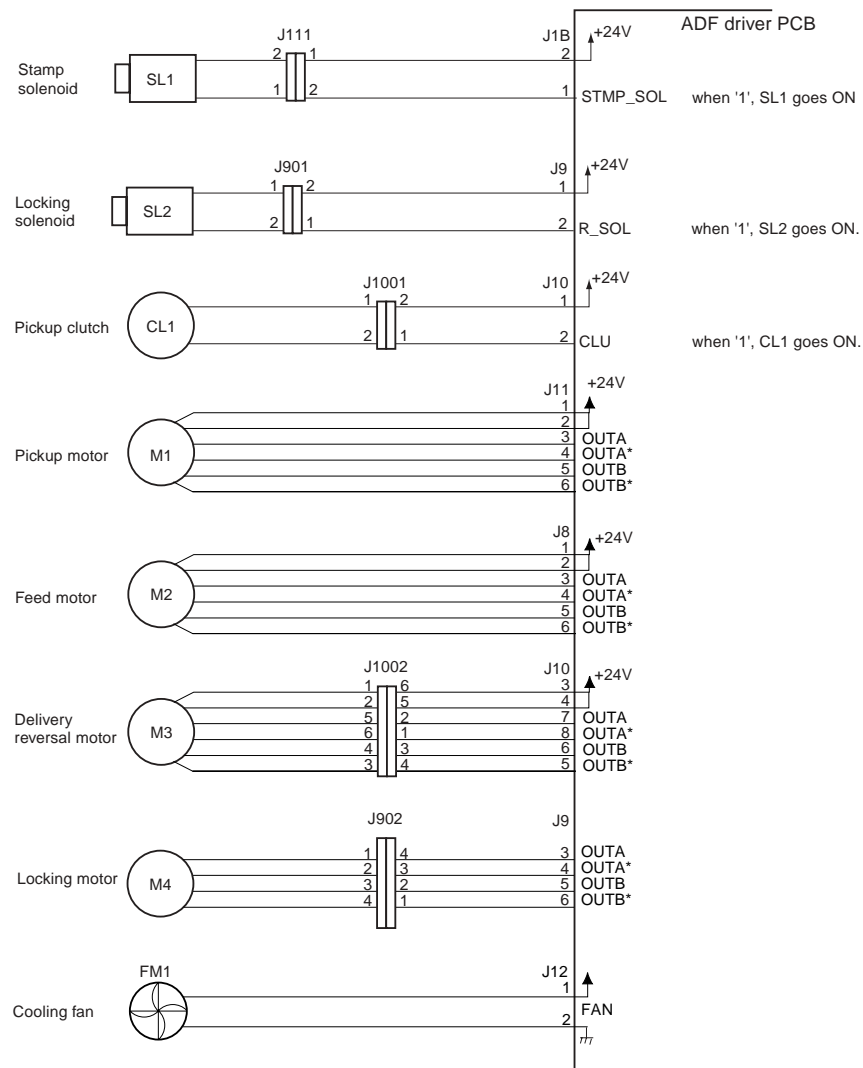 ADF driver PCB
J111 J1B +24V
Stamp
solenoid
SL1
2 1 2
1 2 1 STMP_SOL when '1', SL1 goes ON
J901 J9 +24V
Locking
solenoid
SL2
1 2 1
2 1 2 R_SOL when '1', SL2 goes ON.
J1001 J10 +24V
Pickup clutch CL1
1 2 1
2 1 2 CLU when '1', CL1 goes ON.
J11 +24V
Pickup motor M1
1
2
3 OUTA
4 OUTA*
5 OUTB
6 OUTB*
J8 +24V
Feed motor M2
1
2
3 OUTA
4 OUTA*
5 OUTB
6 OUTB*
J1002 J10 +24V
Delivery
reversal motor
M3
1 6 3
2 5 4
5 2 7 OUTA
6 1 8 OUTA*
4 3 6 OUTB
3 4 5 OUTB*
J902 J9
Locking motor M4
1 4 3 OUTA
2 3 4 OUTA*
3 2 5 OUTB
4 1 6 OUTB*
FM1 J12
Cooling fan
1
FAN
2